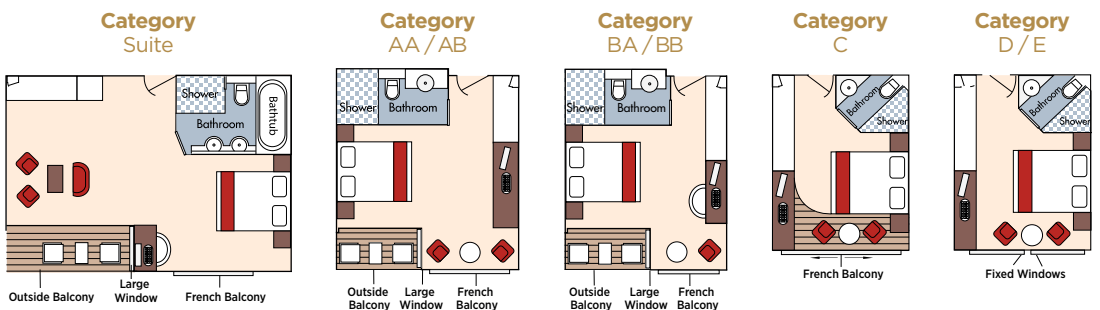 Category
Suite
Category
AA / AB
Category
BA / BB
Category
C
Category
D / E
Shower
Bathroom
Bathtub
Outside Balcony
Large
Window
French Balcony
Shower
Bathroom
Outside
Balcony
Large
Window
French
Balcony
Shower
Bathroom
Outside
Balcony
Large
Window
French
Balcony
Bathroom
Shower
French Balcony
Bathroom
Shower
Fixed Windows